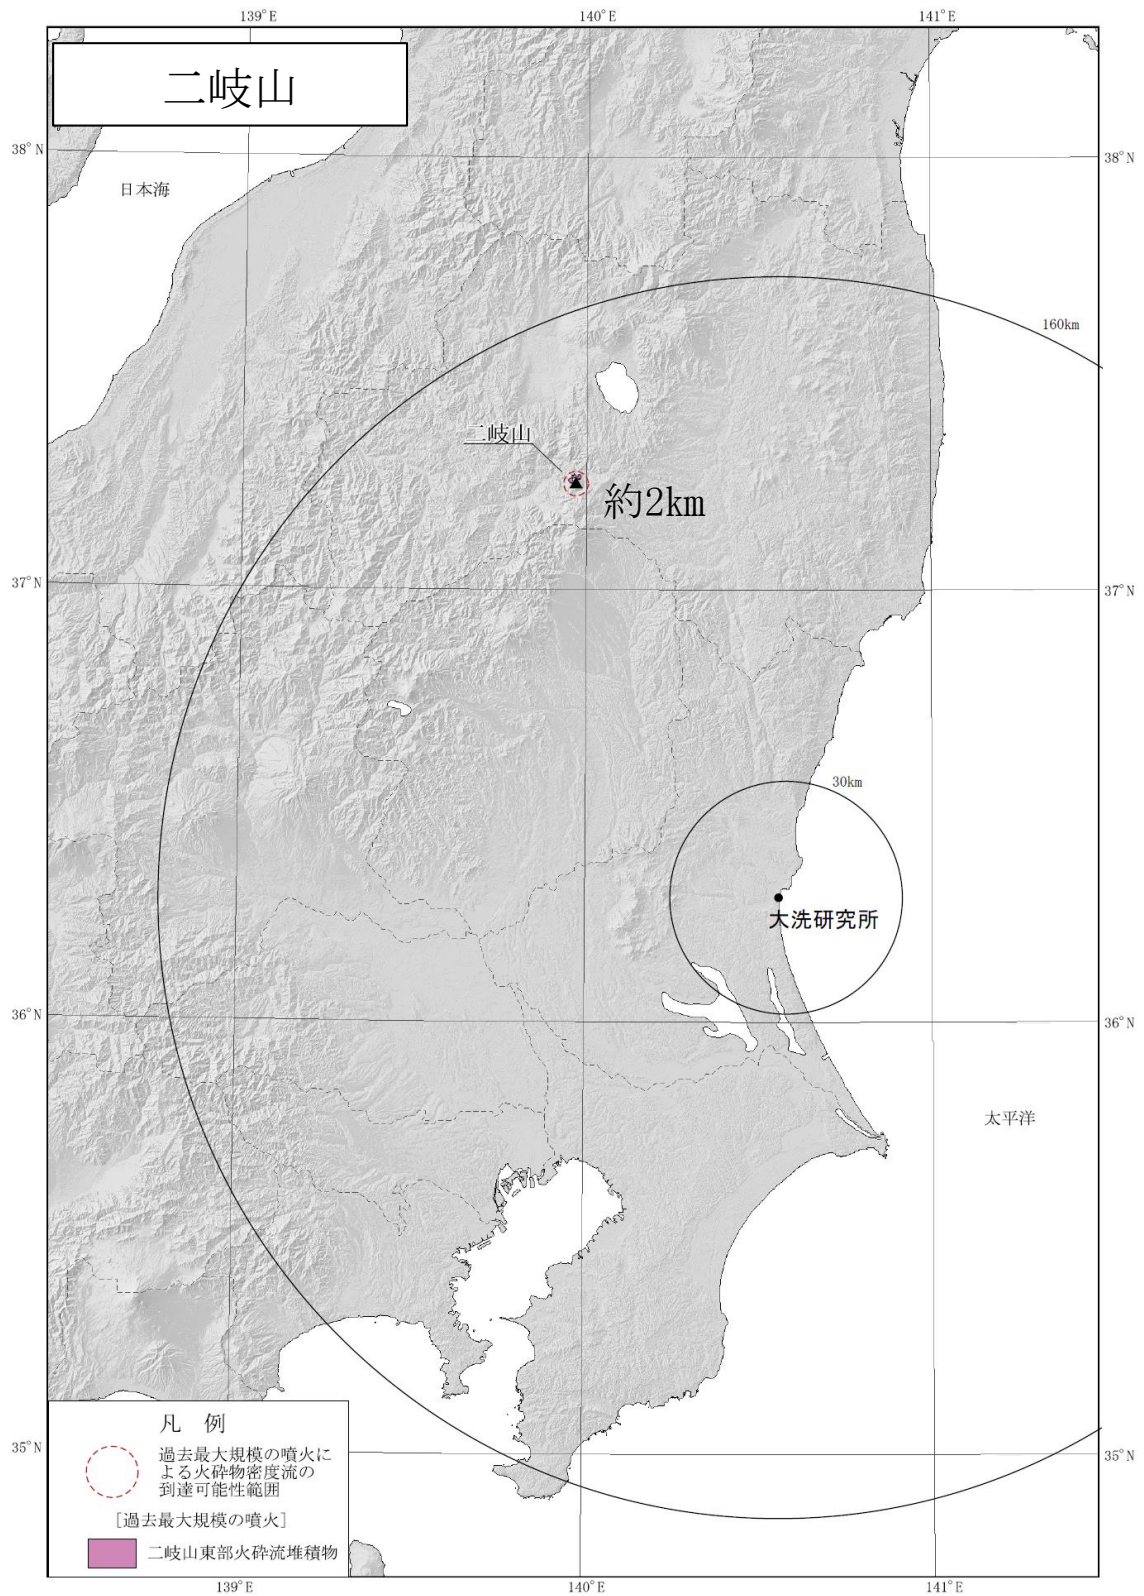 139°E
140°E
141°E
二岐山
38°N
38°N
日本海
160km
二岐山
約2km
37°N
37°N
30km
大洗研究所
36°N
36°N
太平洋
凡 例
過去最大規模の噴火に
よる火砕物密度流の
到達可能性範囲
[過去最大規模の噴火]
二岐山東部火砕流堆積物
35°N
35°N
139°E
140°E
141°E